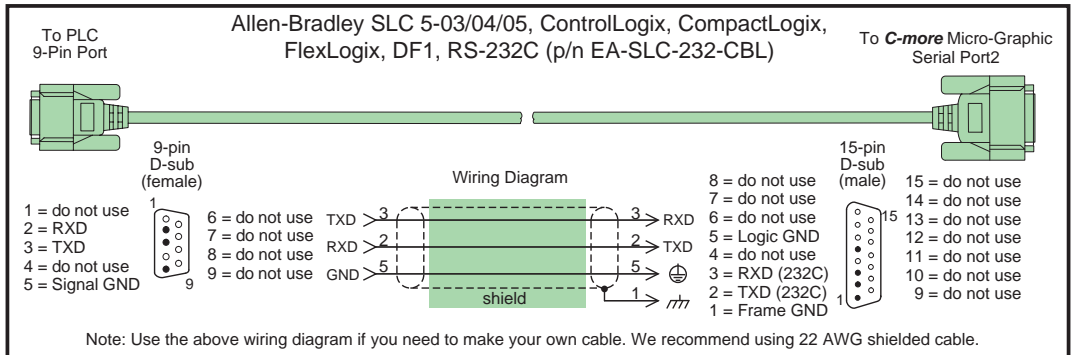 Allen-Bradley SLC 5-03/04/05, ControlLogix, CompactLogix,
FlexLogix, DF1, RS-232C (p/n EA-SLC-232-CBL)
To PLC
9-Pin Port
To C-more Micro-Graphic
Serial Port2
9-pin
D-sub
(female)
1
9
1 = do not use
2 = RXD
3 = TXD
4 = do not use
5 = Signal GND
6 = do not use
7 = do not use
8 = do not use
9 = do not use
Wiring Diagram
TXD 3 3 RXD
RXD 2 2 TXD
GND 5 5
1
shield
8 = do not use
7 = do not use
6 = do not use
5 = Logic GND
4 = do not use
3 = RXD (232C)
2 = TXD (232C)
1 = Frame GND
15-pin
D-sub
(male)
15
1
15 = do not use
14 = do not use
13 = do not use
12 = do not use
11 = do not use
10 = do not use
9 = do not use
Note: Use the above wiring diagram if you need to make your own cable. We recommend using 22 AWG shielded cable.